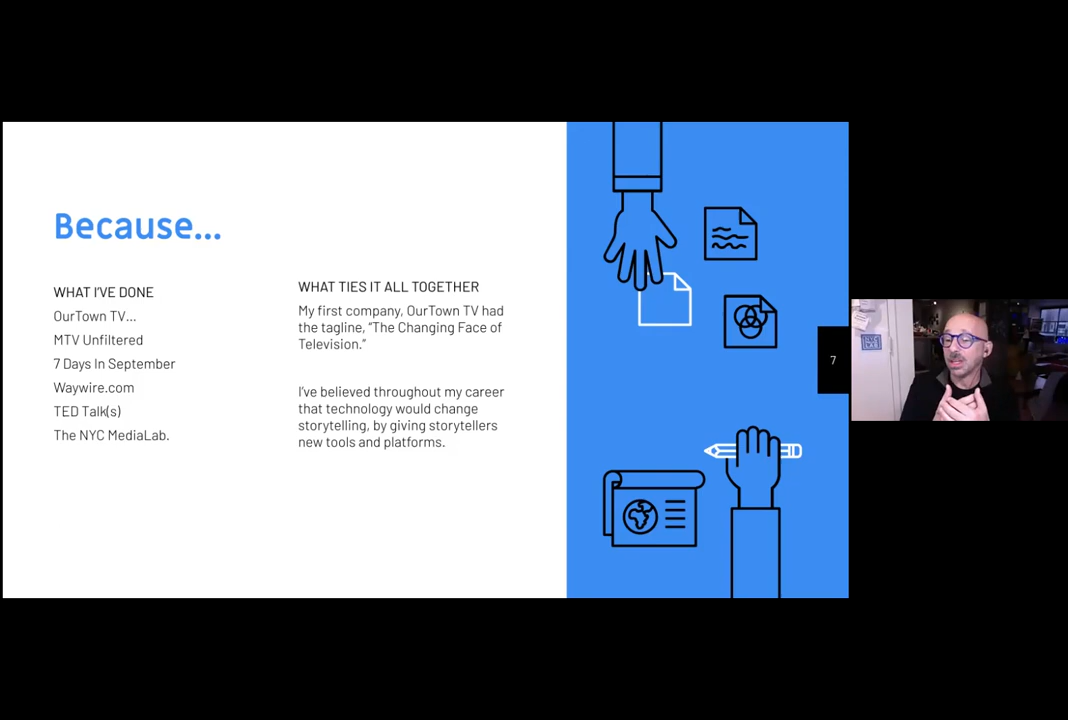 Because...
WHAT I'VE DONE
OurTown TV...
MTV Unfiltered
7 Days In September
Waywire.com
TED Talk(s)
The NYC MediaLab.
WHAT TIES IT ALL TOGETHER
My first company, OurTown TV had
the tagline, “The Changing Face of
Television.”
I've believed throughout my career
that technology would change
storytelling, by giving storytellers
new tools and platforms.
7